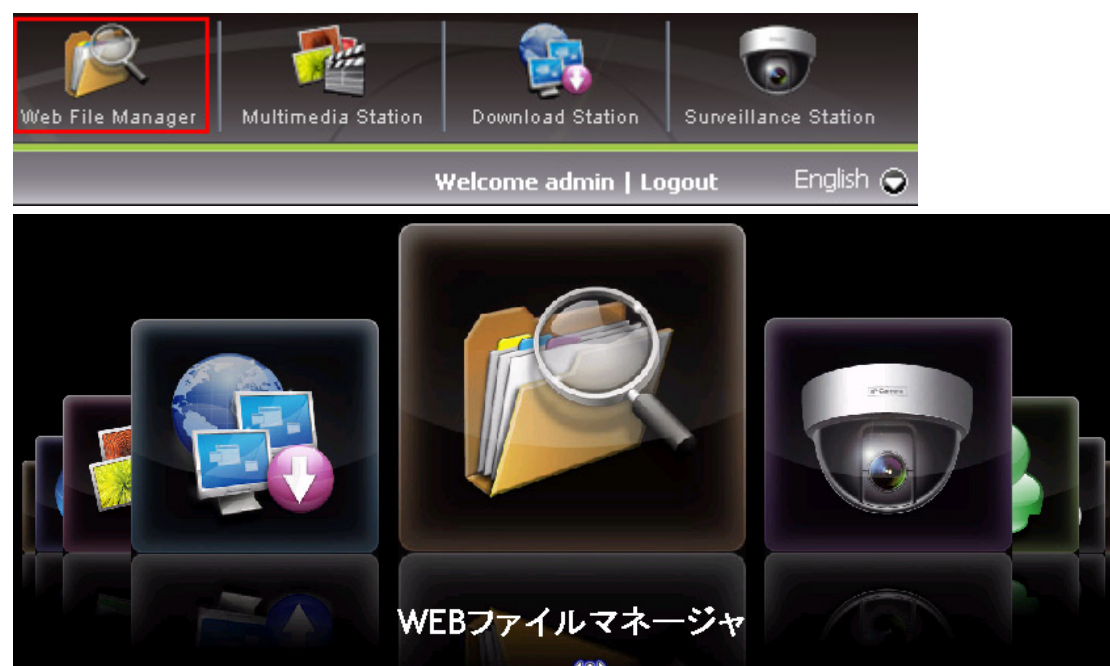 Web File Manager
Multimedia Station
Download Station
Surveillance Station
Welcome admin | Logout
English
WEBファイルマネージャ